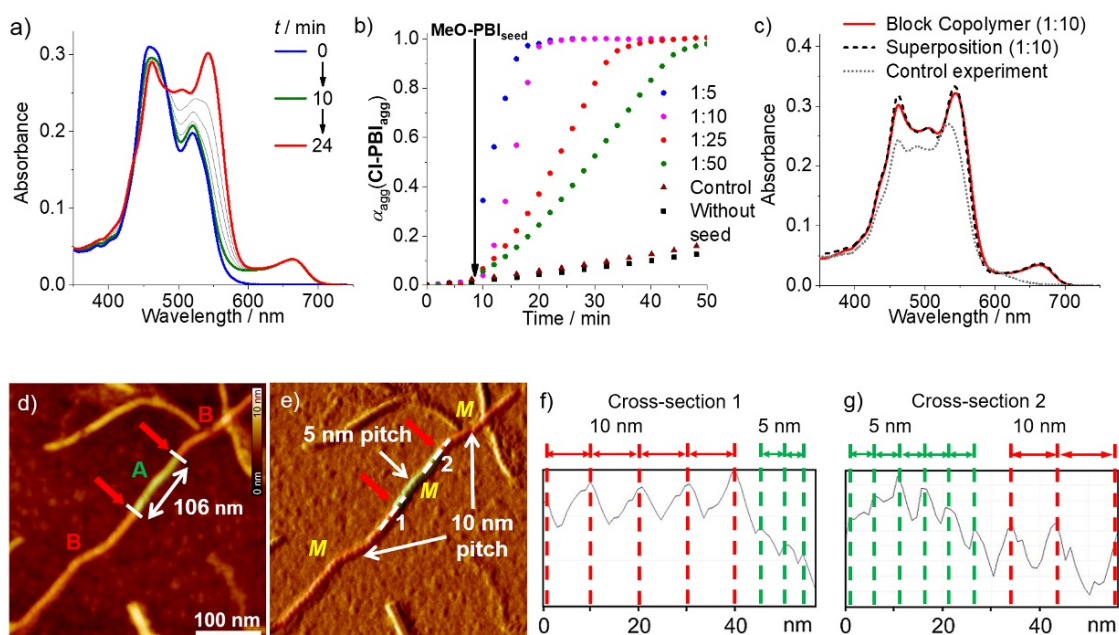 a)
t / min
0
10
24
Absorbance
0.3
0.2
0.1
0.0
400
500
600
700
Wavelength / nm
b)
MeO-PBIseed
αagg(Cl-PBIagg)
1.0
0.8
0.6
0.4
0.2
0.0
1:5
1:10
1:25
1:50
Control
Without
seed
0
10
20
30
40
50
Time / min
c)
Block Copolymer (1:10)
Superposition (1:10)
Control experiment
Absorbance
0.4
0.3
0.2
0.1
0.0
400
500
600
700
Wavelength / nm
d)
B
A
B
106 nm
100 nm
10 nm
0 nm
e)
M
5 nm pitch
2
M
1
M
10 nm
pitch
f)
Cross-section 1
10 nm
5 nm
0
20
40
nm
g)
Cross-section 2
5 nm
10 nm
0
20
40
nm